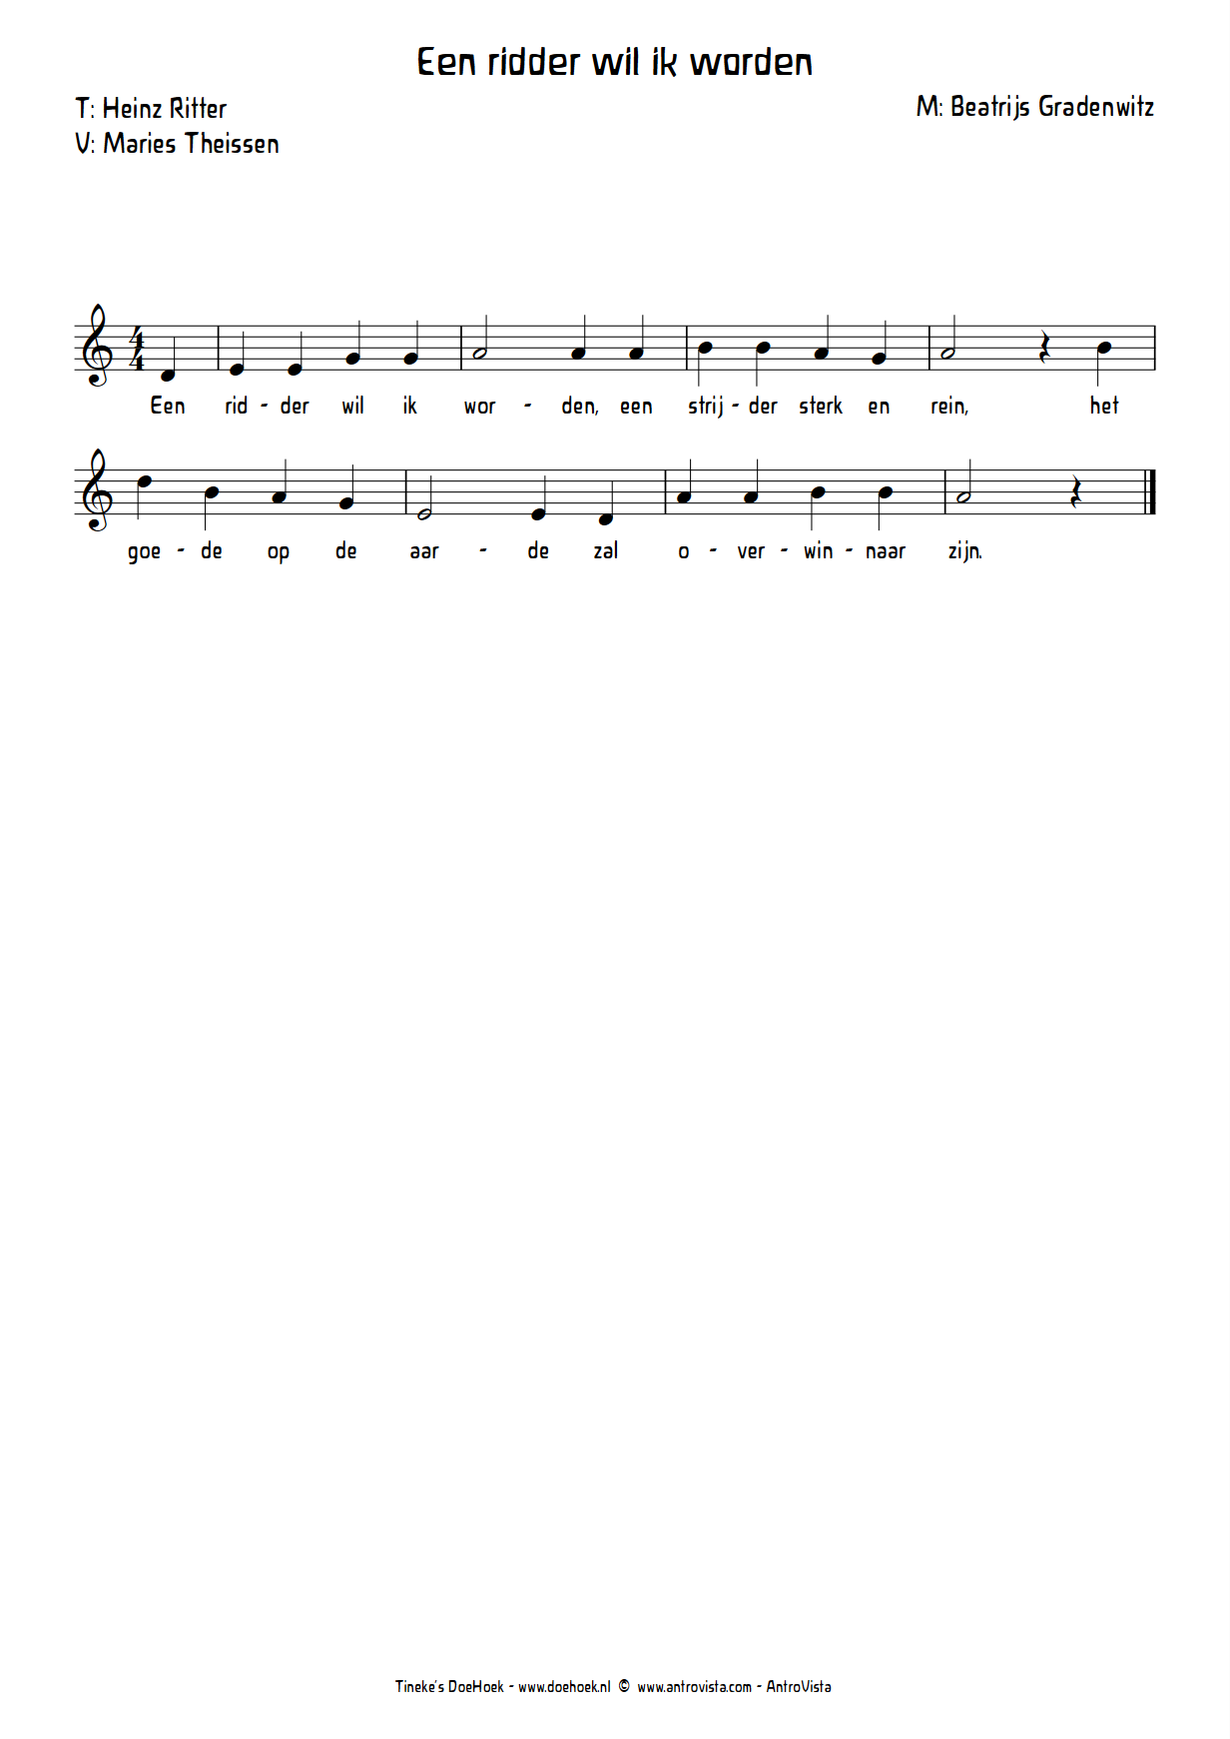 Een ridder wil ik worden
T: Heinz Ritter
M: Beatrijs Gradenwitz
V: Maries Theissen
4
4
Een rid - der wil ik wor - den, een strij - der sterk en rein, het
goe - de op de aar - de zal o - ver - win - naar zijn.
Tineke's DoeHoek - www.doehoek.nl © www.antrovista.com - AntroVista